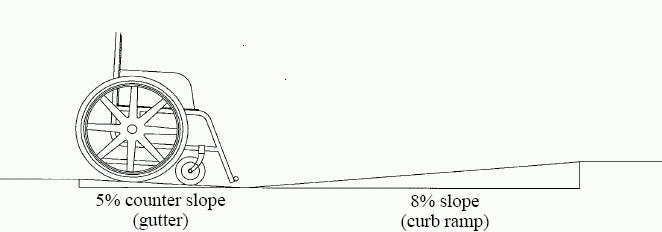 5% counter slope
(gutter)
8% slope
(curb ramp)